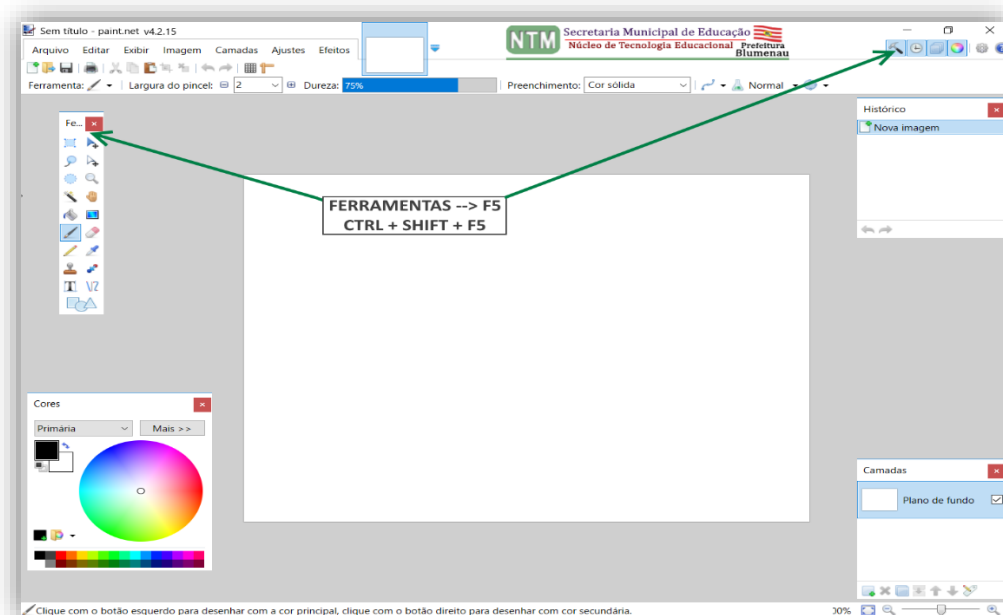 Sem título - paint.net v4.2.15
NTM
Secretaria Municipal de Educação
Núcleo de Tecnologia Educacional
Prefeitura
Blumenau
Arquivo Editar Exibir Imagem Camadas Ajustes Efeitos
Ferramenta: Largura do pincel: 2 Dureza: 75% Preenchimento: Cor sólida Normal
Fe...
Histórico
Nova imagem
FERRAMENTAS --> F5
CTRL + SHIFT + F5
Cores
Primária Mais >>
Camadas
Plano de fundo
Clique com o botão esquerdo para desenhar com a cor principal, clique com o botão direito para desenhar com cor secundária.